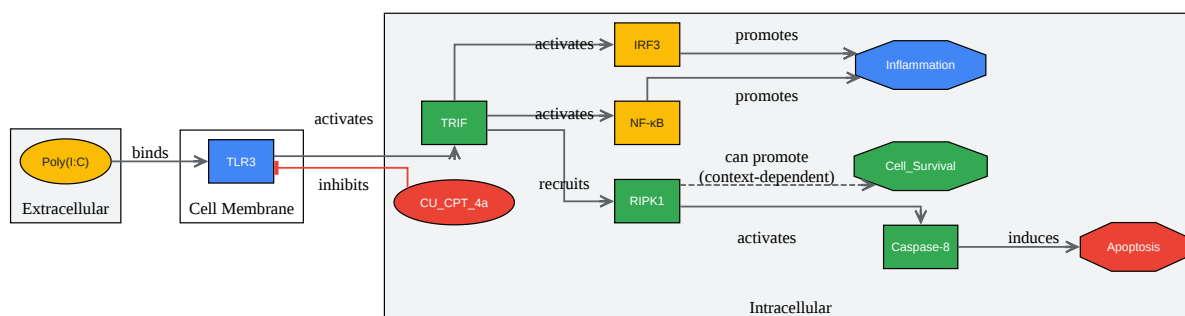 Poly(I:C)
Extracellular
binds
TLR3
Cell Membrane
activates
inhibits
TRIF
CU_CPT_4a
activates
IRF3
promotes
Inflammation
activates
NF-κB
promotes
recruits
RIPK1
can promote
(context-dependent)
Cell_Survival
activates
Caspase-8
induces
Apoptosis
Intracellular